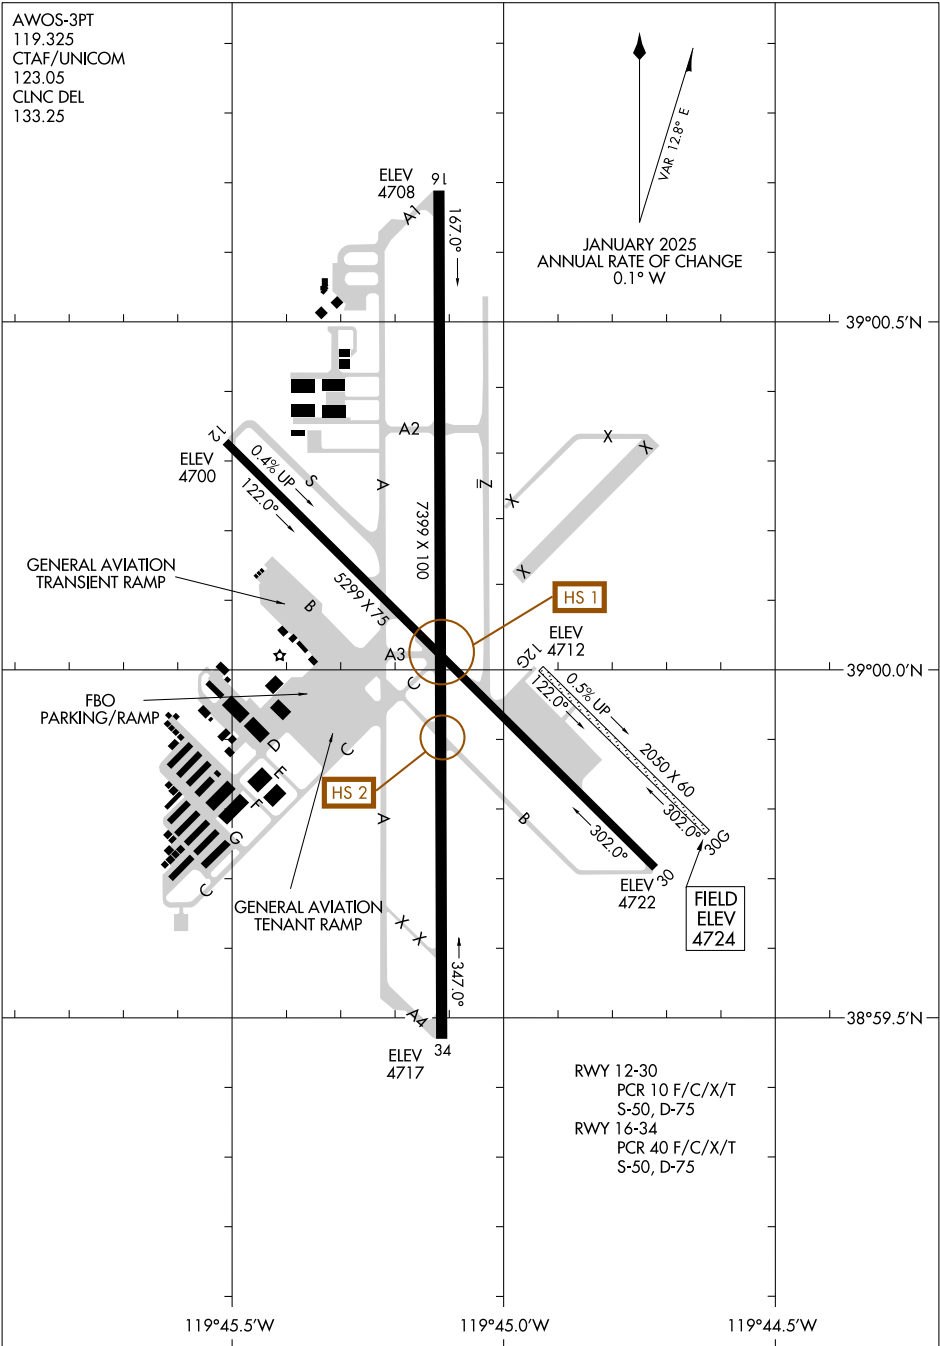 AWOS-3PT
119.325
CTAF/UNICOM
123.05
CLNC DEL
133.25
VAR 12.8° E
JANUARY 2025
ANNUAL RATE OF CHANGE
0.1° W
ELEV
4708
16
A1
167.0°
39°00.5'N
12
ELEV
4700
0.4% UP
122.0°
S
A
A2
7399 X 100
Z
X
X
X
X
GENERAL AVIATION
TRANSIENT RAMP
B
5299 X 75
HS 1
A3
C
ELEV
4712
12G
39°00.0'N
0.5% UP
122.0°
2050 X 60
302.0°
30G
FBO
PARKING/RAMP
D
E
F
G
C
C
HS 2
A
B
302.0°
30
ELEV
4722
FIELD
ELEV
4724
GENERAL AVIATION
TENANT RAMP
X
X
347.0°
A4
38°59.5'N
ELEV
4717
34
RWY 12-30
PCR 10 F/C/X/T
S-50, D-75
RWY 16-34
PCR 40 F/C/X/T
S-50, D-75
119°45.5'W
119°45.0'W
119°44.5'W